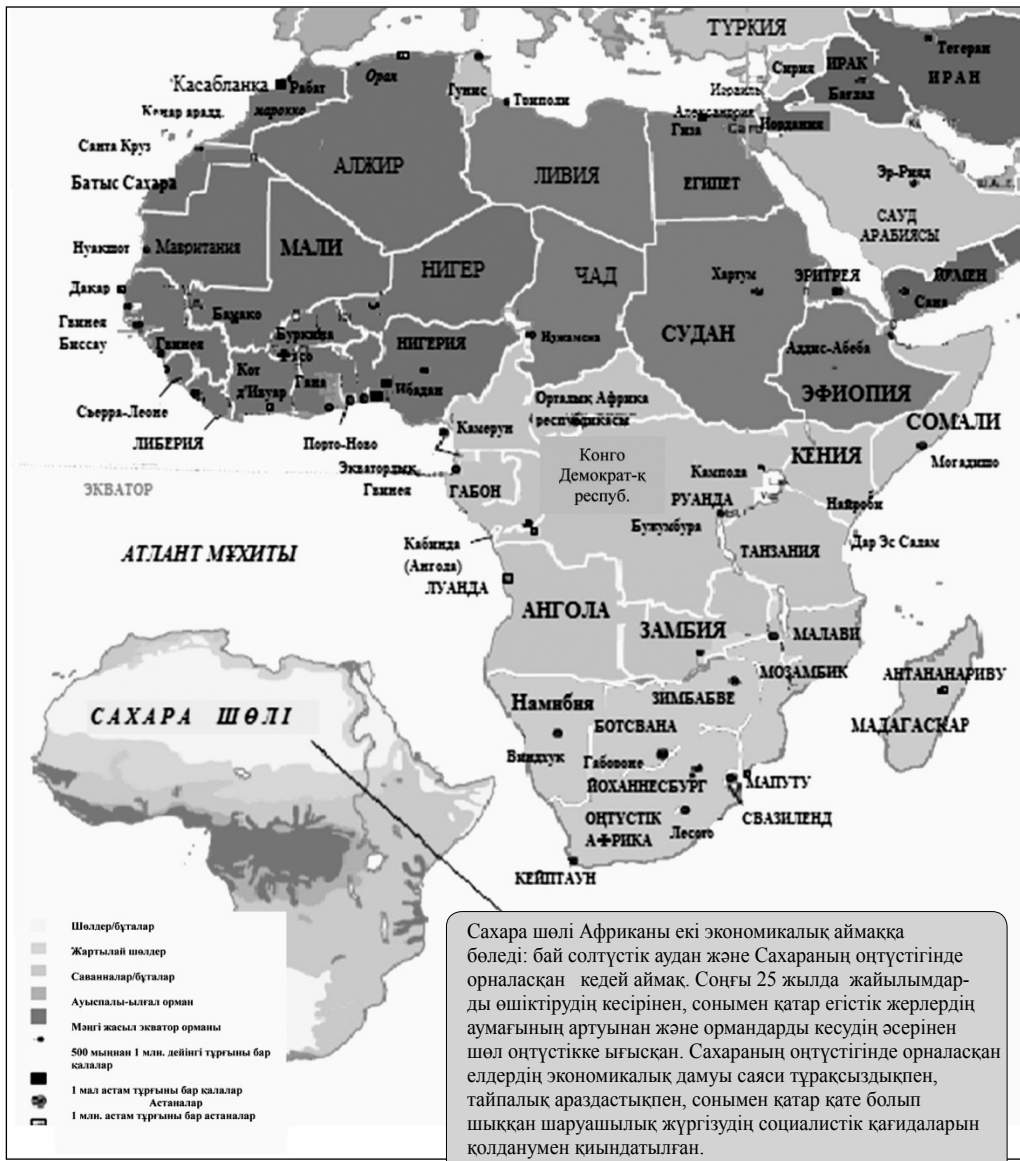 ТҮРКИЯ
Сирия
ИРАК
Тегеран
ИРАН
Касабланка
Рабат
марокко
Оран
Тунис
Триполи
Израиль
Александрия
Гиза
Иордания
Бағдад
Канар аралд.
Санта Круз
Батыс Сахара
АЛЖИР
ЛИВИЯ
ЕГИПЕТ
Эр-Рияд
САУД
АРАБИЯСЫ
Нуакшот
Мавритания
МАЛИ
НИГЕР
ЧАД
Хартум
ЭРИТРЕЯ
ЙЕМЕН
Сана
Дакар
Бамако
Буркина
Фасо
Гвинея
Биссау
Гвинея
НИГЕРИЯ
Нужамена
СУДАН
Аддис-Абеба
Кот
д'Ивуар
Гана
Ибадан
ЭФИОПИЯ
Сьерра-Леоне
Орталық Африка
республикасы
СОМАЛИ
ЛИБЕРИЯ
Порто-Ново
Камерун
Могадишо
Экватордық
Гвинея
ЭКВАТОР
ГАБОН
Конго
Демократ-қ
респуб.
Кампола
КЕНИЯ
РУАНДА
Найроби
Бужумбура
АТЛАНТ МҰХИТЫ
Кабинда
(Ангола)
ЛУАНДА
ТАНЗАНИЯ
Дар Эс Салам
АНГОЛА
ЗАМБИЯ
МАЛАВИ
МОЗАМБИК
АНТАНАНАРИВУ
МАДАГАСКАР
Намибия
ЗИМБАБВЕ
БОТСВАНА
Виндхук
Габороне
ЙОХАННЕСБУРГ
МАПУТУ
СВАЗИЛЕНД
ОҢТҮСТІК
АФРИКА
Лесото
КЕЙПТАУН
САХАРА ШӨЛІ
Шөлдер/бұталар
Жартылай шөлдер
Саванналар/бұталар
Ауыспалы-ылғал орман
Мәңгі жасыл экватор орманы
500 мыңнан 1 млн. дейінгі тұрғыны бар
қалалар
1 мал астам тұрғыны бар қалалар
Астаналар
1 млн. астам тұрғыны бар астаналар
Сахара шөлі Африканы екі экономикалық аймаққа
бөледі: бай солтүстік аудан және Сахараның оңтүстігінде
орналасқан кедей аймақ. Соңғы 25 жылда жайылымдар-
ды өшіктірудің кесірінен, сонымен қатар егістік жерлердің
аумағының артуынан және ормандарды кесудің әсерінен
шөл оңтүстікке ығысқан. Сахараның оңтүстігінде орналасқан
елдердің экономикалық дамуы саяси тұрақсыздықпен,
тайпалық араздастықпен, сонымен қатар қате болып
шыққан шаруашылық жүргізудің социалистік қағидаларын
қолданумен қиындатылған.